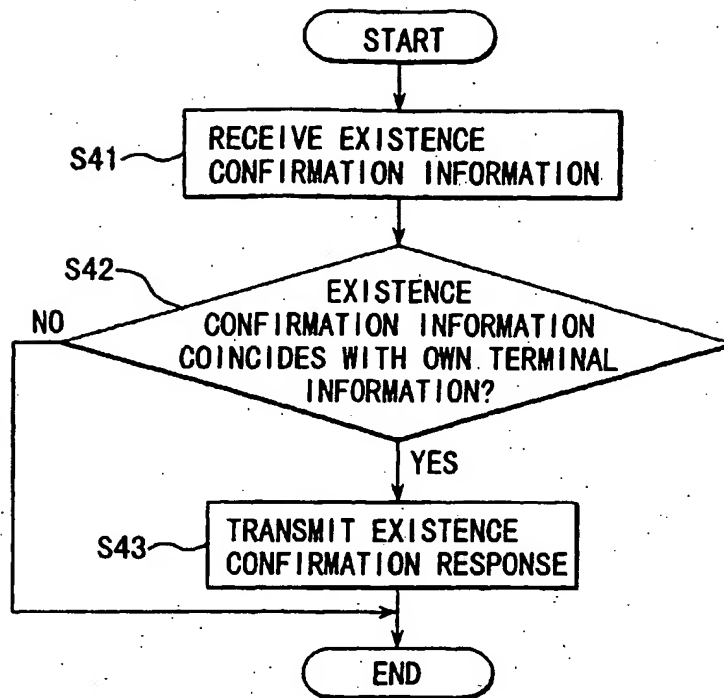 START
S41
RECEIVE EXISTENCE
CONFIRMATION INFORMATION
S42
EXISTENCE
CONFIRMATION INFORMATION
COINCIDES WITH OWN TERMINAL
INFORMATION?
NO
YES
S43
TRANSMIT EXISTENCE
CONFIRMATION RESPONSE
END